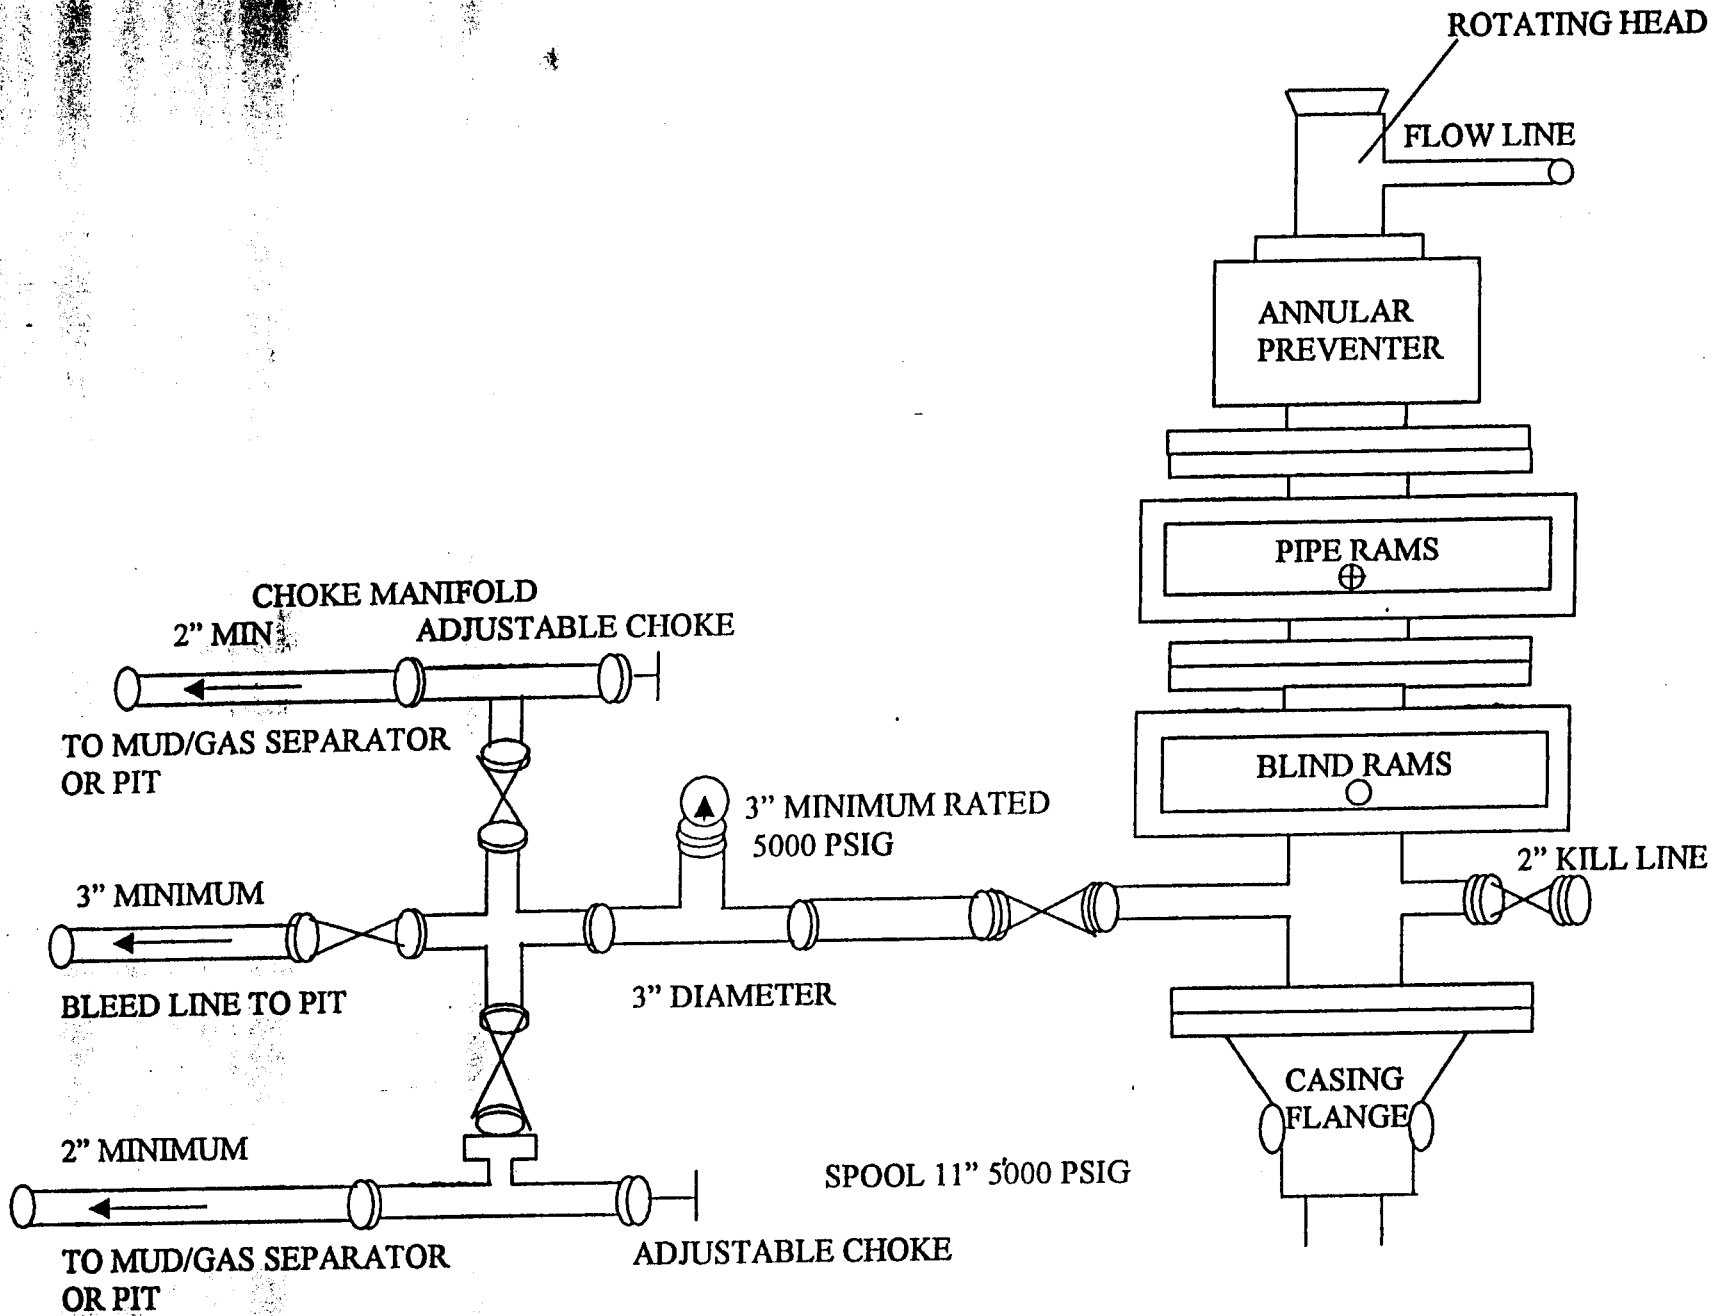 ROTATING HEAD
FLOW LINE
ANNULAR
PREVENTER
PIPE RAMS
CHOKE MANIFOLD
2” MIN
ADJUSTABLE CHOKE
TO MUD/GAS SEPARATOR
OR PIT
BLIND RAMS
3” MINIMUM RATED
5000 PSIG
2” KILL LINE
3” MINIMUM
BLEED LINE TO PIT
3” DIAMETER
CASING
FLANGE
2” MINIMUM
SPOOL 11” 5000 PSIG
TO MUD/GAS SEPARATOR
OR PIT
ADJUSTABLE CHOKE